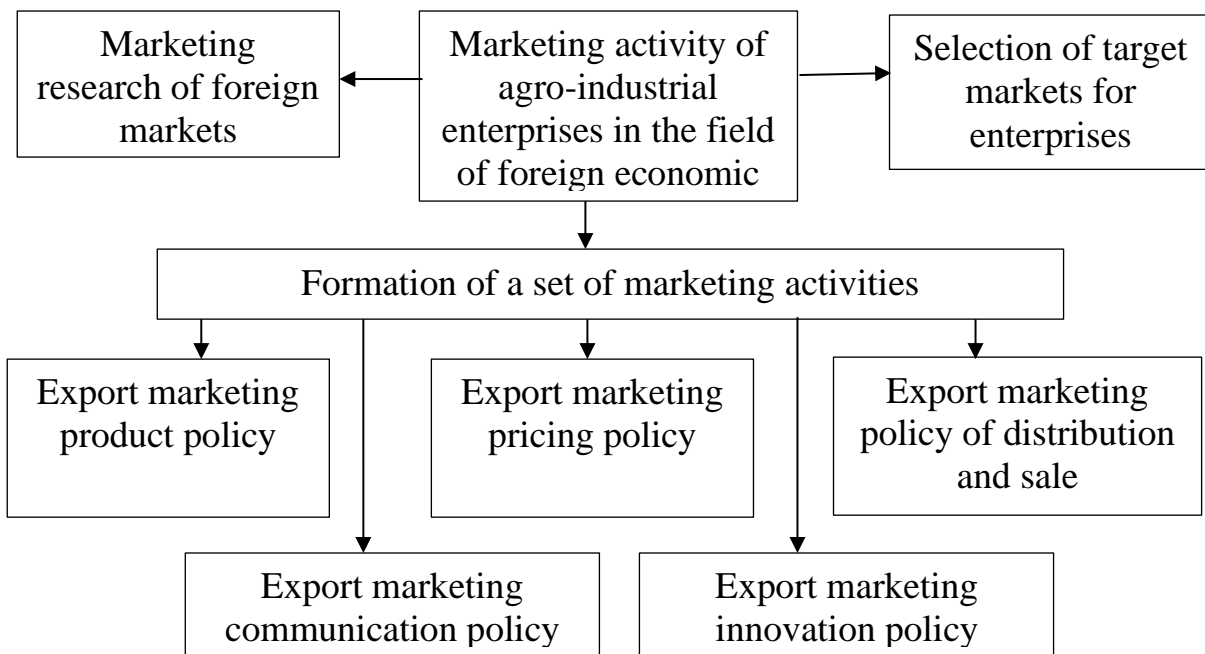 Marketing
research of foreign
markets
Marketing activity of
agro-industrial
enterprises in the field
of foreign economic
Selection of target
markets for
enterprises
Formation of a set of marketing activities
Export marketing
product policy
Export marketing
pricing policy
Export marketing
policy of distribution
and sale
Export marketing
communication policy
Export marketing
innovation policy